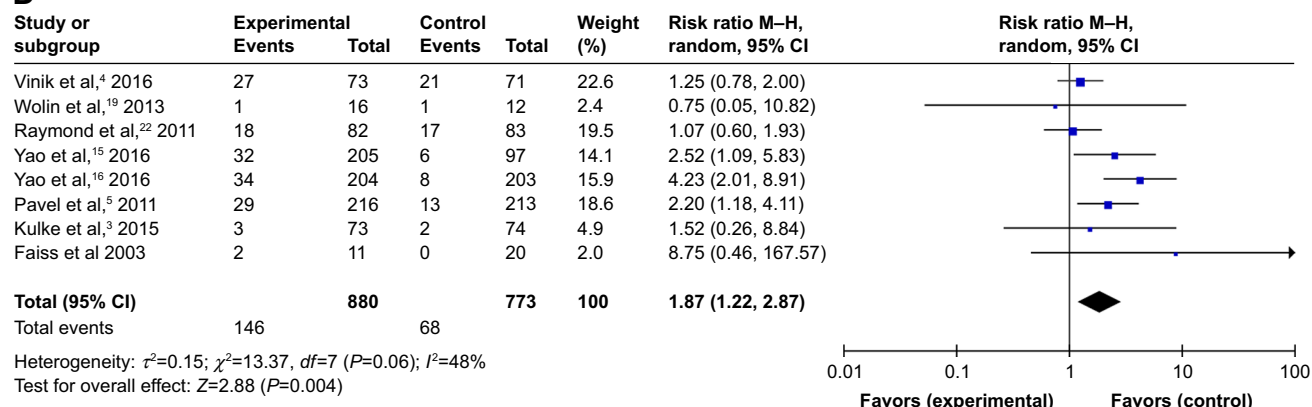 Study or subgroup Experimental Events Total Control Events Total Weight (%) Risk ratio M–H, random, 95% CI Risk ratio M–H, random, 95% CI
Vinik et al,⁴ 2016 27 73 21 71 22.6 1.25 (0.78, 2.00)
Wolin et al,¹⁹ 2013 1 16 1 12 2.4 0.75 (0.05, 10.82)
Raymond et al,²² 2011 18 82 17 83 19.5 1.07 (0.60, 1.93)
Yao et al,¹⁵ 2016 32 205 6 97 14.1 2.52 (1.09, 5.83)
Yao et al,¹⁶ 2016 34 204 8 203 15.9 4.23 (2.01, 8.91)
Pavel et al,⁵ 2011 29 216 13 213 18.6 2.20 (1.18, 4.11)
Kulke et al,³ 2015 3 73 2 74 4.9 1.52 (0.26, 8.84)
Faiss et al 2003 2 11 0 20 2.0 8.75 (0.46, 167.57)
Total (95% CI) 880 773 100 1.87 (1.22, 2.87)
Total events 146 68
Heterogeneity: τ²=0.15; χ²=13.37, df=7 (P=0.06); I²=48%
Test for overall effect: Z=2.88 (P=0.004)
0.01 0.1 1 10 100
Favors (experimental) Favors (control)